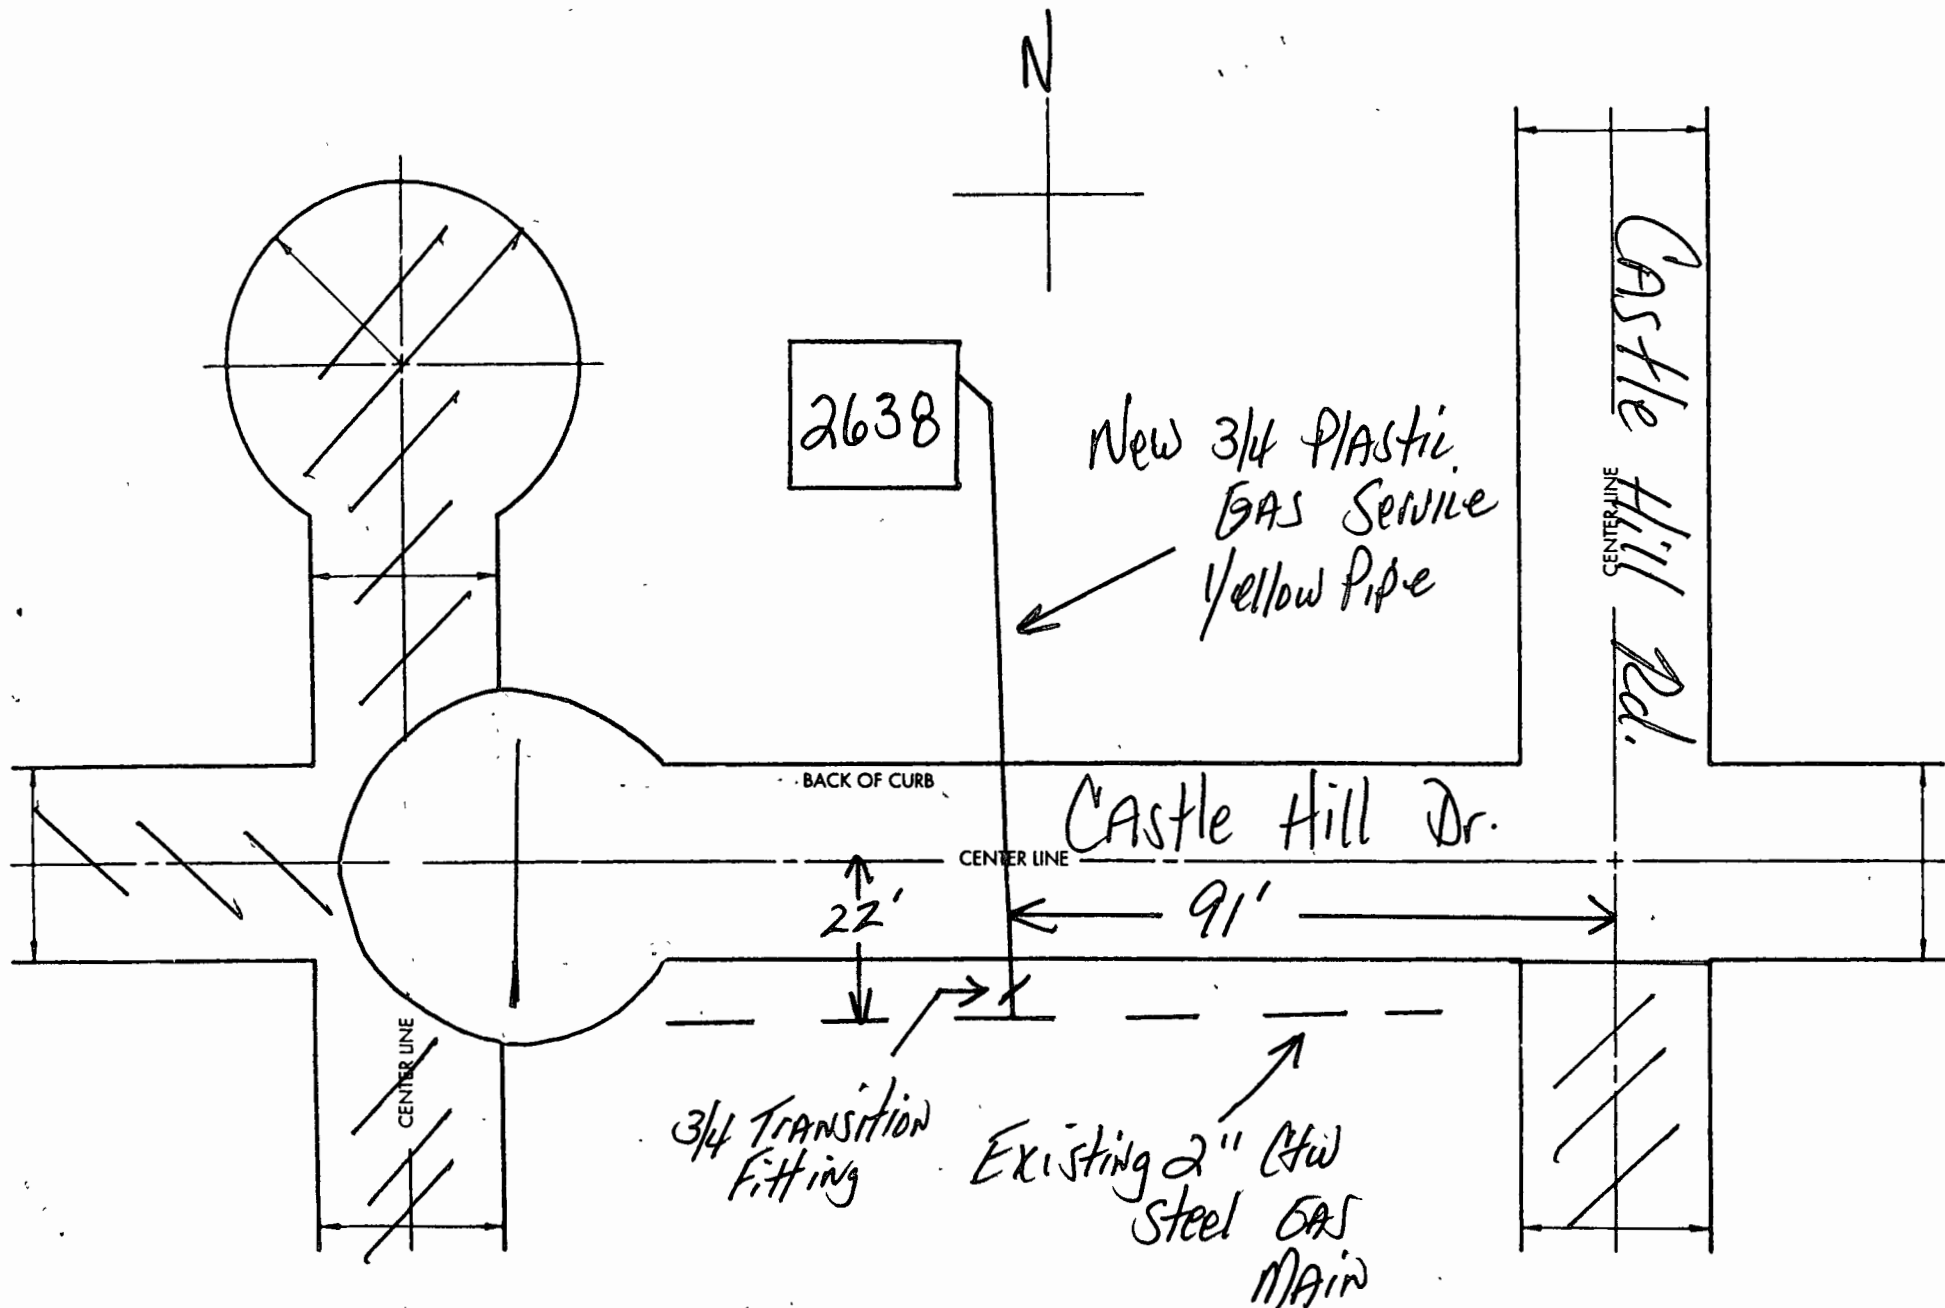 N
2638
New 3/4 Plastic
GAS Service
Yellow Pipe
CAStle Hill Rd.
CENTER LINE
BACK OF CURB
CAStle Hill Dr.
CENTER LINE
22'
91'
CENTER LINE
3/4 TRANSition
Fitting
Existing 2" CTW
Steel GAS
MAiN